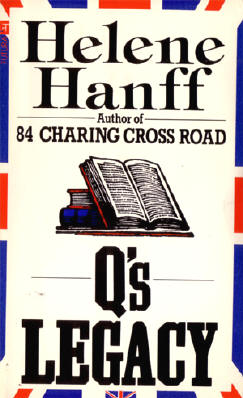 Helene
Hanff
Author of
84 CHARING CROSS ROAD
Q's
LEGACY